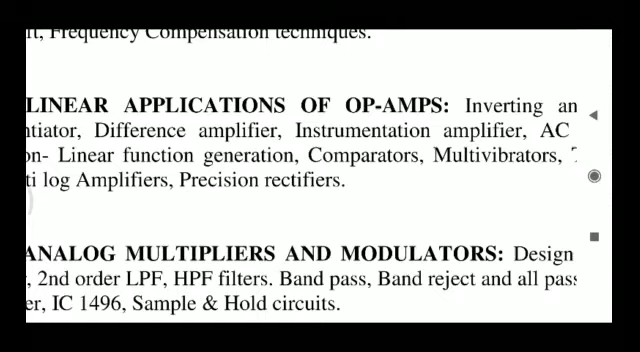 Frequency Compensation techniques.
LINEAR APPLICATIONS OF OP-AMPS: Inverting an
ntiator, Difference amplifier, Instrumentation amplifier, AC
on- Linear function generation, Comparators, Multivibrators,
ti log Amplifiers, Precision rectifiers.
ANALOG MULTIPLIERS AND MODULATORS: Design
, 2nd order LPF, HPF filters. Band pass, Band reject and all pass
er, IC 1496, Sample & Hold circuits.